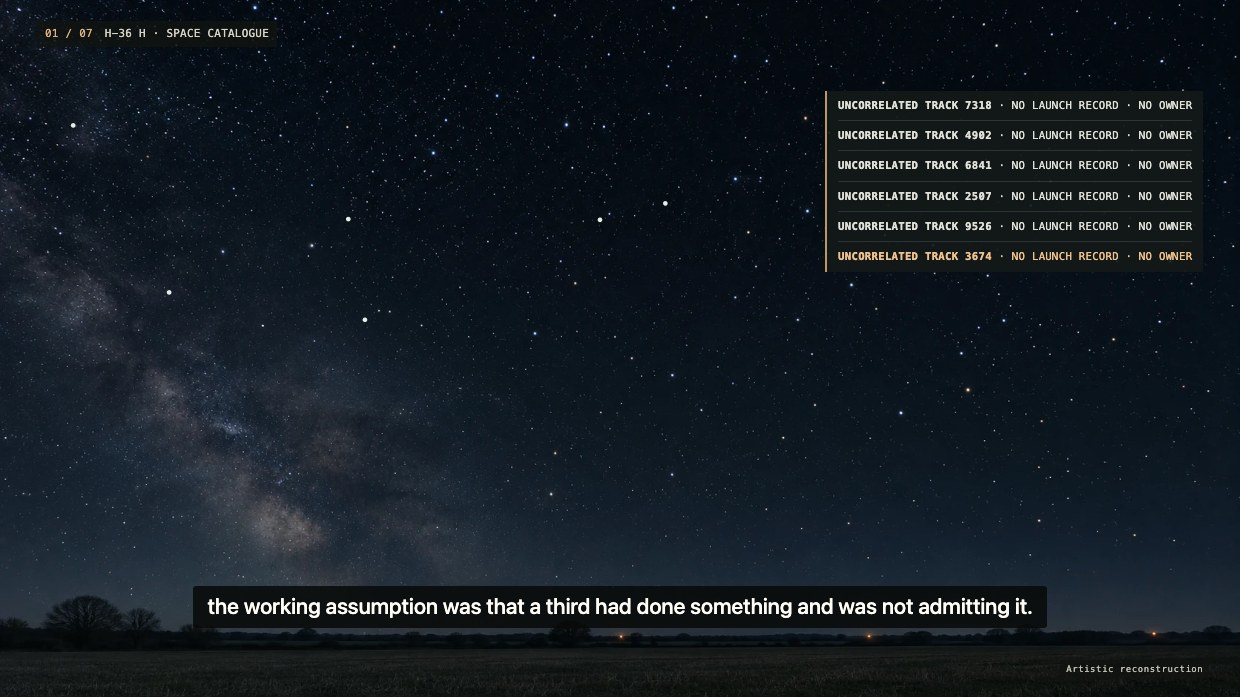 01 / 07 H−36 H · SPACE CATALOGUE
UNCORRELATED TRACK 7318 · NO LAUNCH RECORD · NO OWNER
UNCORRELATED TRACK 4902 · NO LAUNCH RECORD · NO OWNER
UNCORRELATED TRACK 6841 · NO LAUNCH RECORD · NO OWNER
UNCORRELATED TRACK 2507 · NO LAUNCH RECORD · NO OWNER
UNCORRELATED TRACK 9526 · NO LAUNCH RECORD · NO OWNER
UNCORRELATED TRACK 3674 · NO LAUNCH RECORD · NO OWNER
the working assumption was that a third had done something and was not admitting it.
Artistic reconstruction